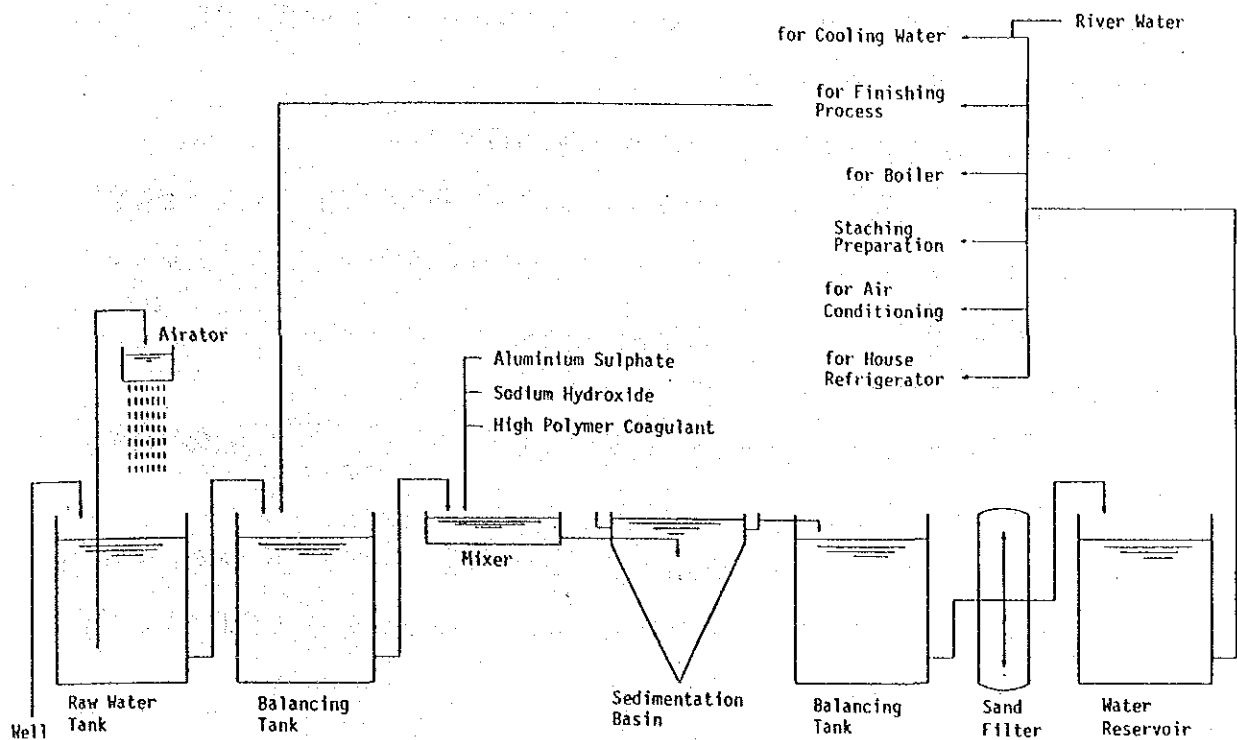 River Water
for Cooling Water
for Finishing
Process
for Boiler
Staching
Preparation
for Air
Conditioning
for House
Refrigerator
Airator
Aluminium Sulphate
Sodium Hydroxide
High Polymer Coagulant
Mixer
Well
Raw Water
Tank
Balancing
Tank
Sedimentation
Basin
Balancing
Tank
Sand
Filter
Water
Reservoir